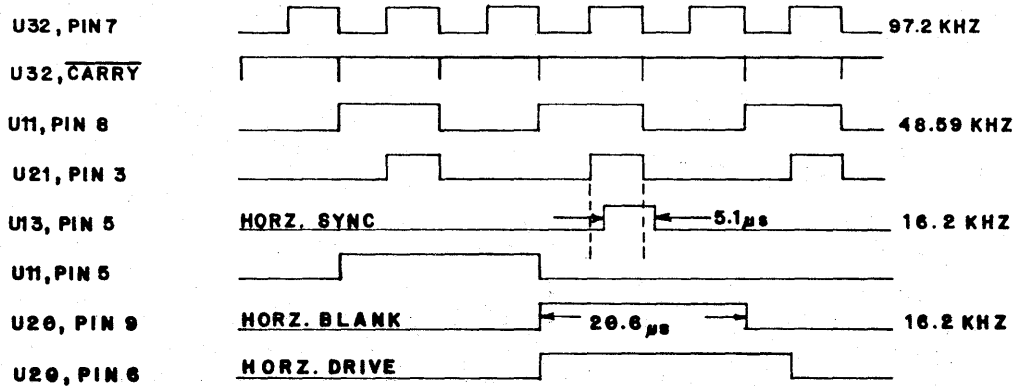 U32, PIN 7 97.2 KHZ
U32, CARRY
U11, PIN 8 48.59 KHZ
U21, PIN 3
U13, PIN 5 HORZ. SYNC 5.1µs 16.2 KHZ
U11, PIN 5
U20, PIN 9 HORZ. BLANK 20.6µs 16.2 KHZ
U20, PIN 6 HORZ. DRIVE